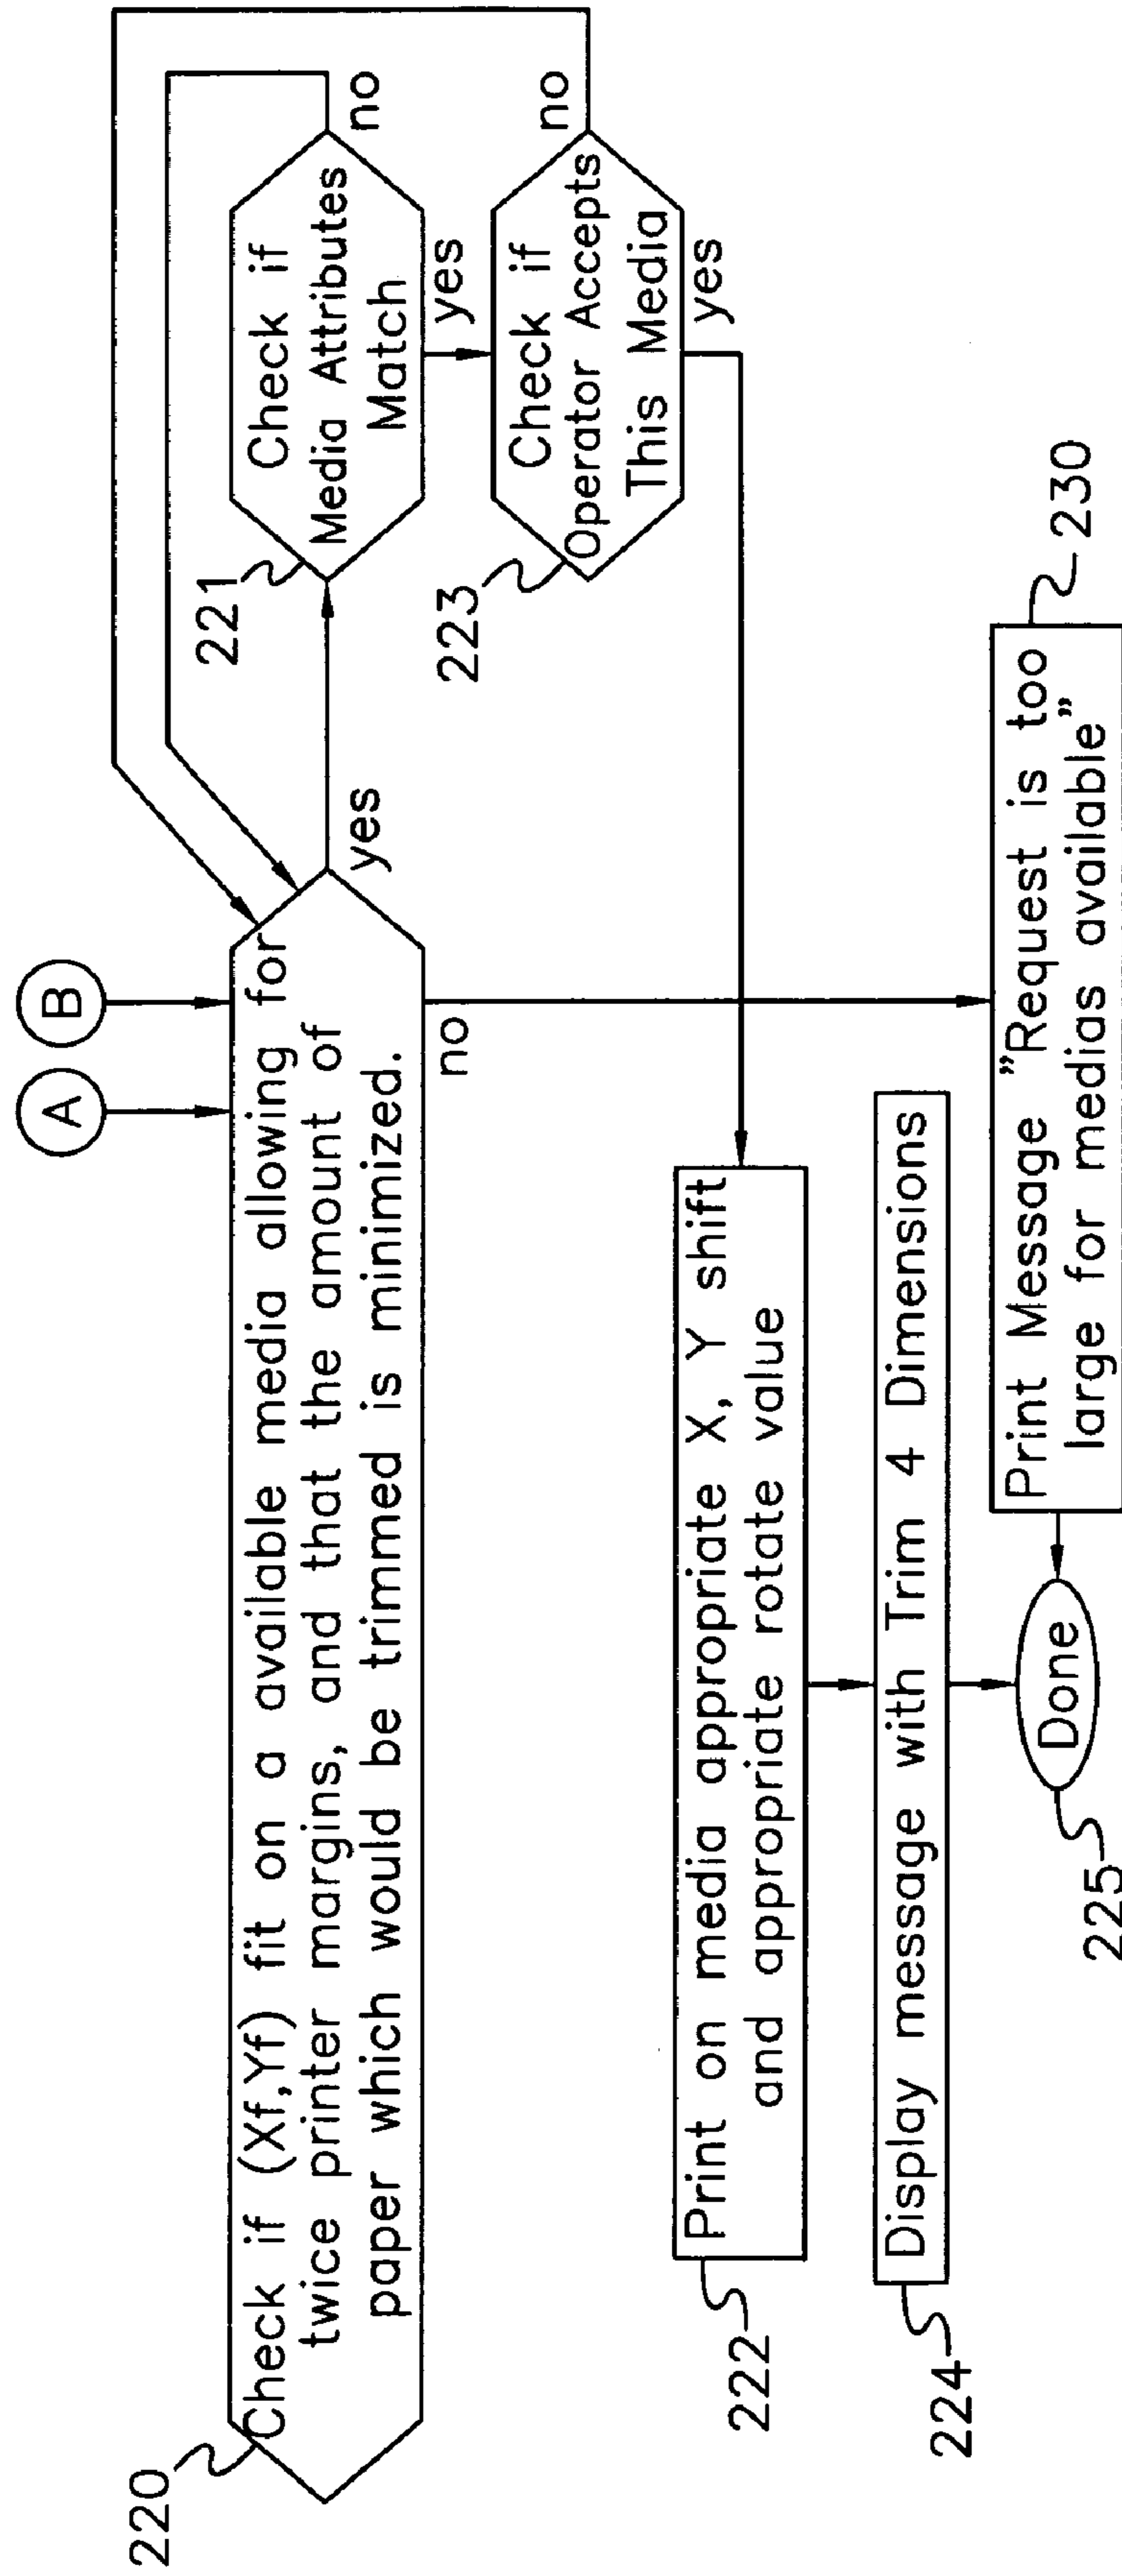 A
B
220
Check if (Xf,Yf) fit on a available media allowing for
twice printer margins, and that the amount of
paper which would be trimmed is minimized.
yes
no
221
Check if
Media Attributes
Match
no
yes
223
Check if
Operator Accepts
This Media
no
yes
222
Print on media appropriate X, Y shift
and appropriate rotate value
224
Display message with Trim 4 Dimensions
230
Print Message "Request is too
large for medias available"
Done
225